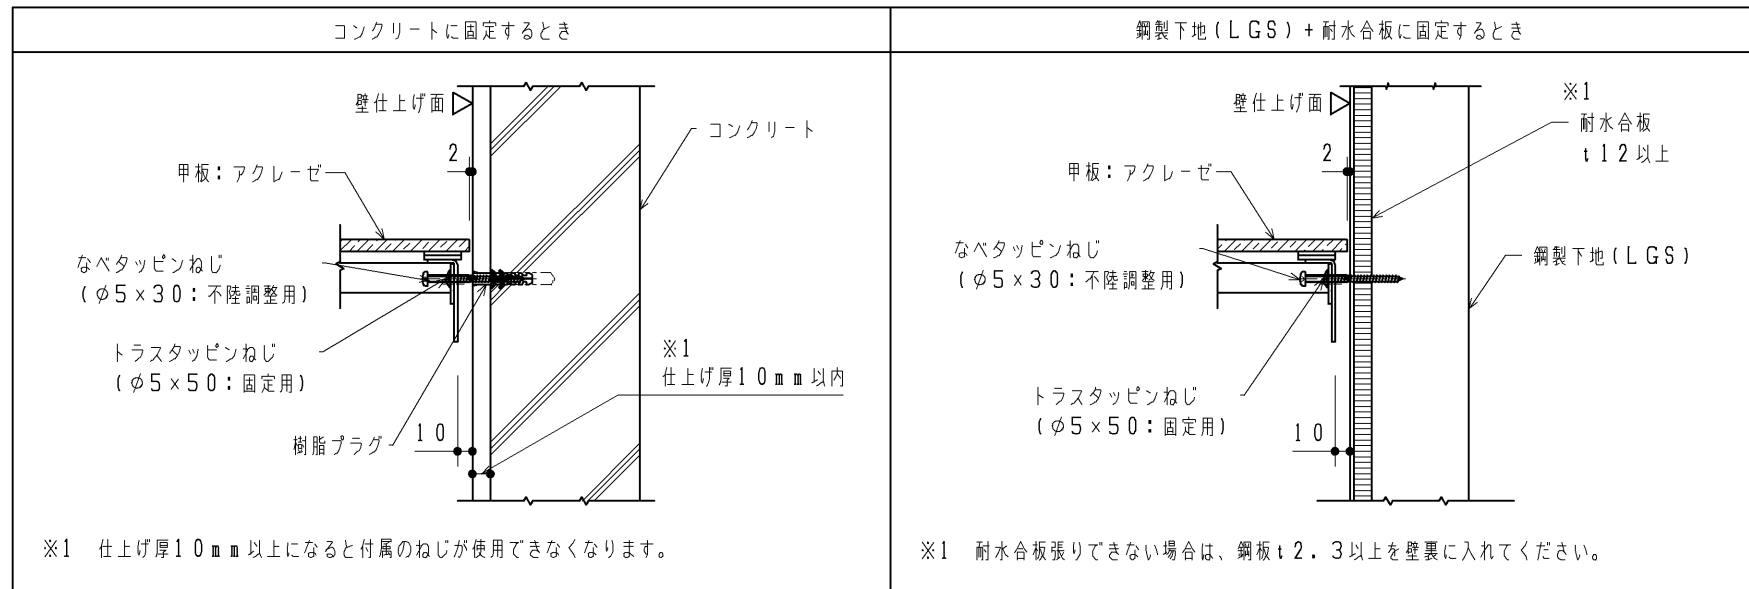 コンクリートに固定するとき
壁仕上げ面
コンクリート
2
甲板：アクレーゼ
なべタッピンねじ
（φ5×30：不陸調整用）
トラスタッピンねじ
（φ5×50：固定用）
※1
仕上げ厚10mm以内
樹脂プラグ
10
※1 仕上げ厚10mm以上になると付属のねじが使用できなくなります。
鋼製下地（LGS）+耐水合板に固定するとき
壁仕上げ面
※1
耐水合板
t12以上
2
甲板：アクレーゼ
なべタッピンねじ
（φ5×30：不陸調整用）
鋼製下地（LGS）
トラスタッピンねじ
（φ5×50：固定用）
10
※1 耐水合板張りできない場合は、鋼板t2．3以上を壁裏に入れてください。